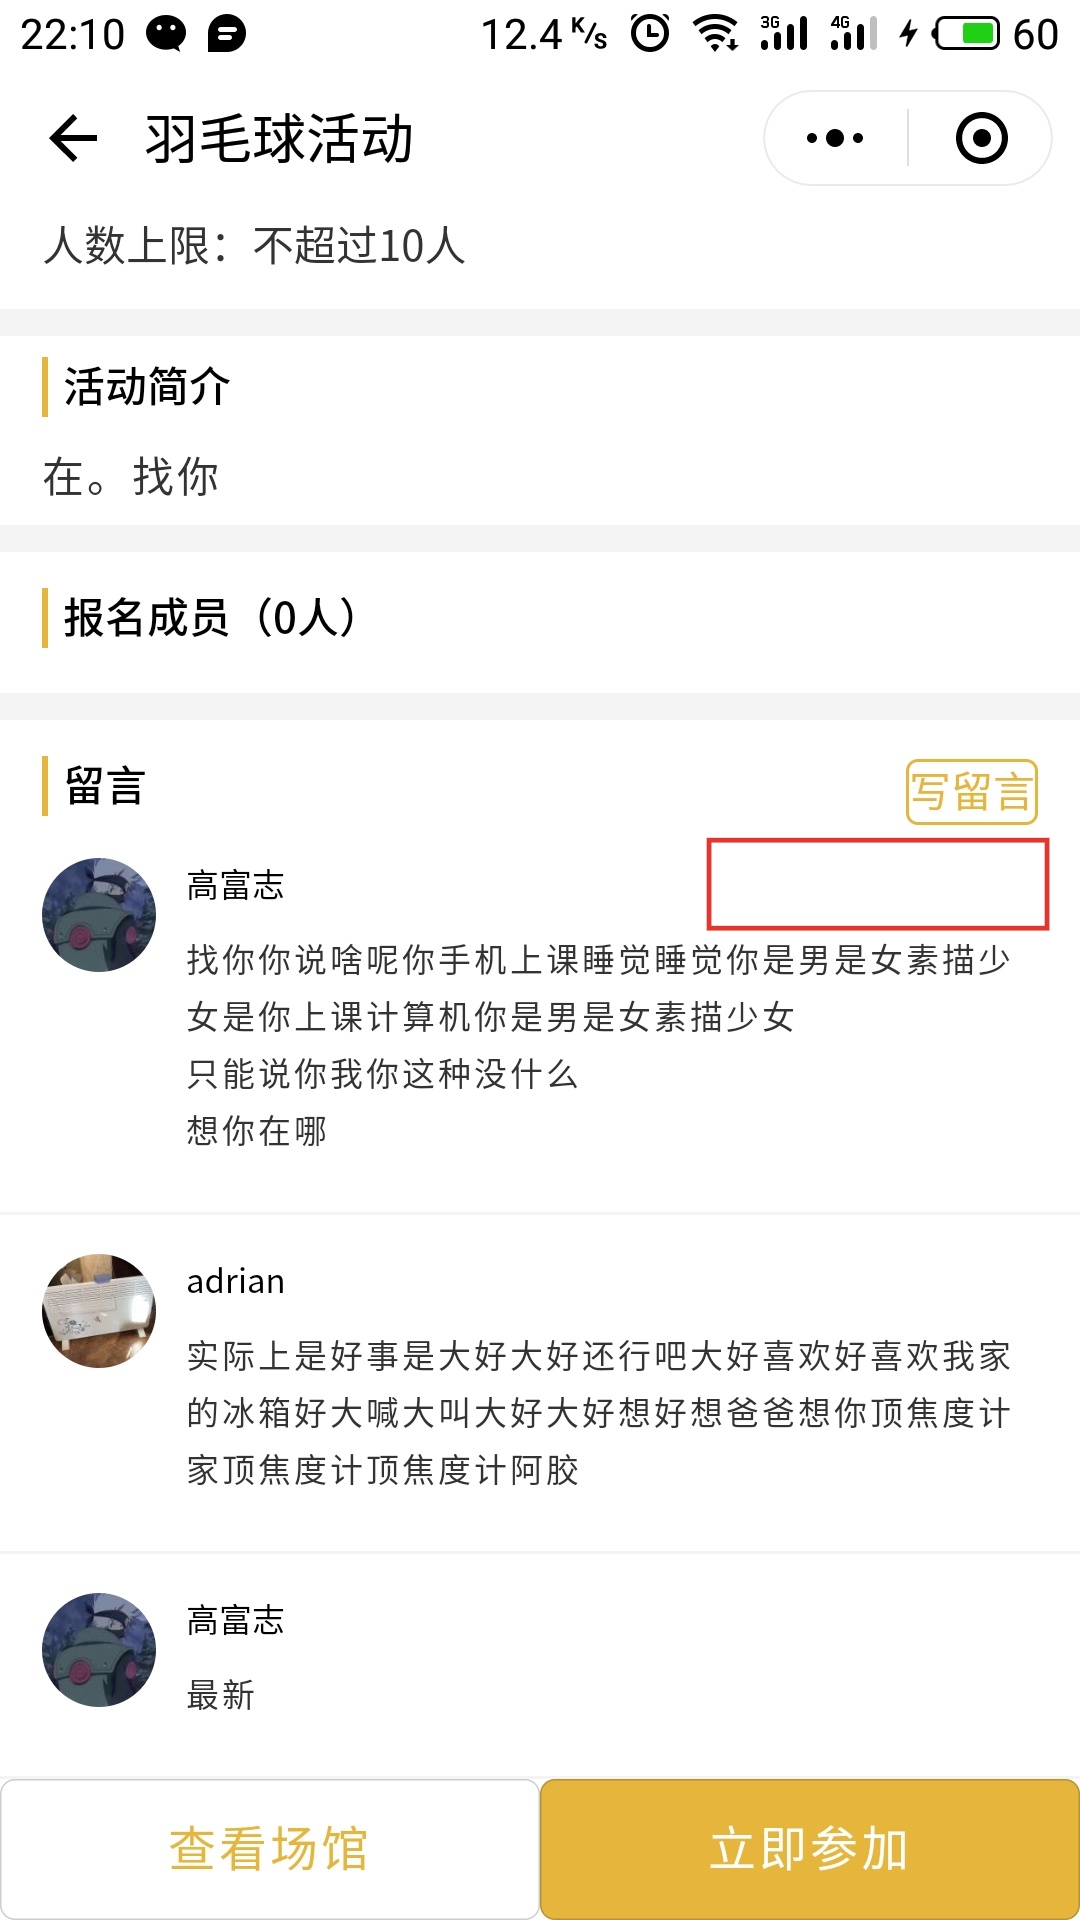 22:10 12.4 K/s 3G 4G 60
羽毛球活动
人数上限：不超过10人
活动简介
在。找你
报名成员（0人）
留言
写留言
高富志
找你你说啥呢你手机上课睡觉睡觉你是男是女素描少
女是你上课计算机你是男是女素描少女
只能说你我你这种没什么
想你在哪
adrian
实际上是好事是大好大好还行吧大好喜欢好喜欢我家
的冰箱好大喊大叫大好大好想好想爸爸想你顶焦度计
家顶焦度计顶焦度计阿胶
高富志
最新
查看场馆
立即参加